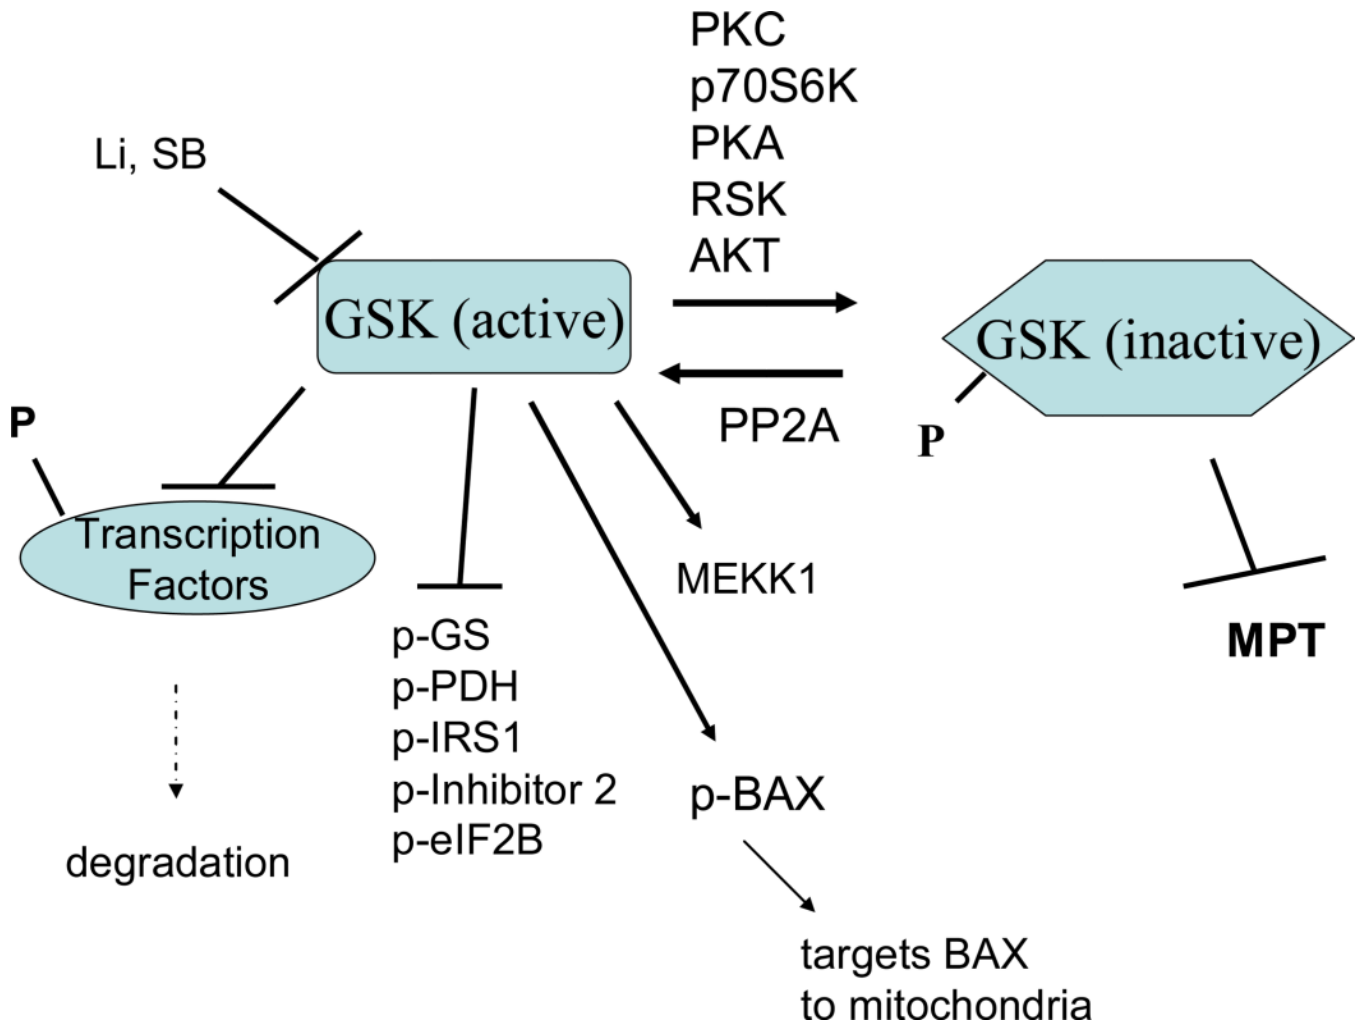 PKC
p70S6K
PKA
RSK
AKT
Li, SB
GSK (active)
GSK (inactive)
PP2A
P
P
Transcription
Factors
MEKK1
MPT
p-GS
p-PDH
p-IRS1
p-Inhibitor 2
p-eIF2B
p-BAX
degradation
targets BAX
to mitochondria